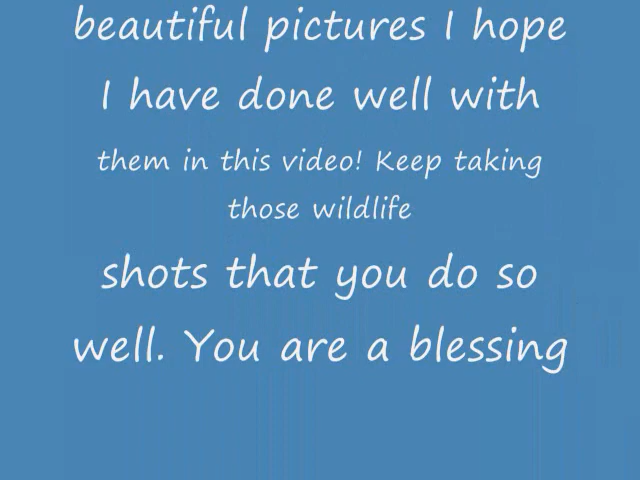 beautiful pictures I hope
I have done well with
them in this video! Keep taking
those wildlife
shots that you do so
well. You are a blessing